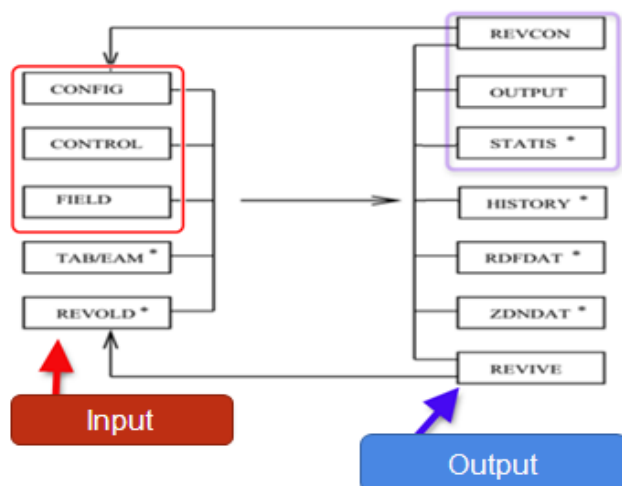 CONFIG
CONTROL
FIELD
TAB/EAM *
REVOLD *
Input
REVCON
OUTPUT
STATIS *
HISTORY *
RDFDAT *
ZDNDAT *
REVIVE
Output